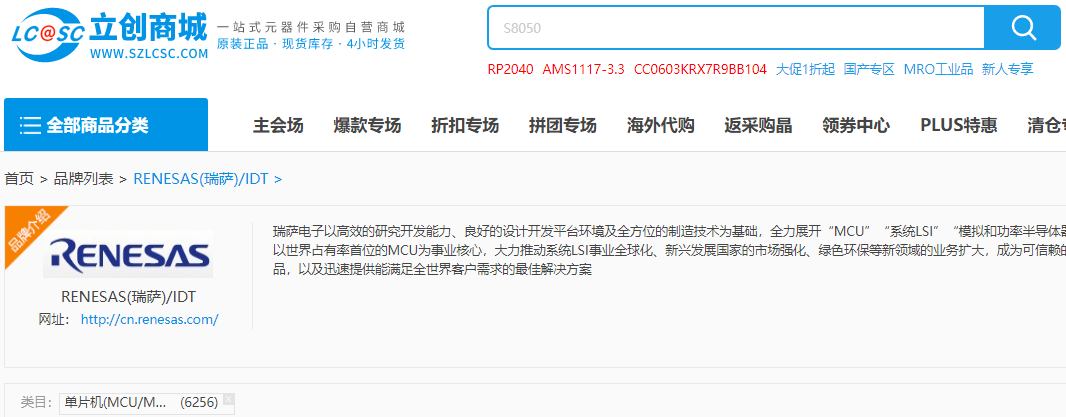 LC@SC 立创商城
WWW.SZLCSC.COM
一站式元器件采购自营商城
原装正品·现货库存·4小时发货
S8050
RP2040 AMS1117-3.3 CC0603KRX7R9BB104 大促1折起 国产专区 MRO工业品 新人专享
全部商品分类 主会场 爆款专场 折扣专场 拼团专场 海外代购 返采购晶 领券中心 PLUS特惠 清仓
首页 > 品牌列表 > RENESAS(瑞萨)/IDT >
品牌介绍
RENESAS
RENESAS(瑞萨)/IDT
网址： http://cn.renesas.com/
瑞萨电子以高效的研究开发能力、良好的设计开发平台环境及全方位的制造技术为基础，全力展开“MCU”“系统LSI” “模拟和功率半导体
以世界占有率首位的MCU为事业核心，大力推动系统LSI事业全球化、新兴发展国家的市场强化、绿色环保等新领域的业务扩大，成为可信赖的
品，以及迅速提供能满足全世界客户需求的最佳解决方案
类目： 单片机(MCU/M... (6256) x